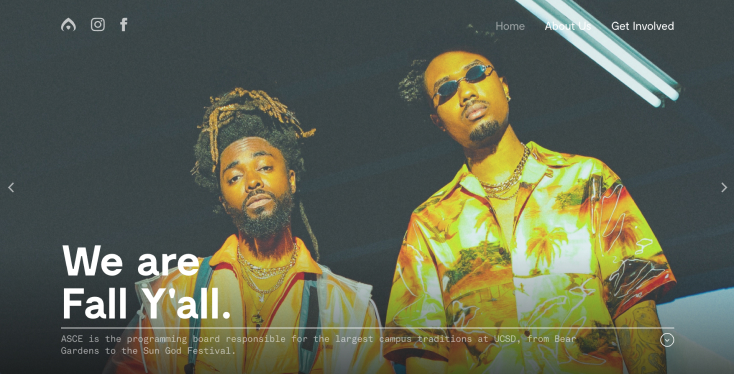 Home About Us Get Involved
We are
Fall Y'all.
ASCE is the programming board responsible for the largest campus traditions at UCSD, from Bear
Gardens to the Sun God Festival.